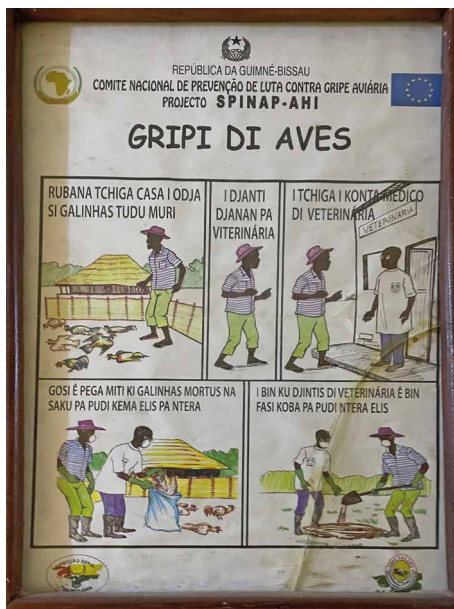 REPÚBLICA DA GUIMNÉ-BISSAU
COMITE NACIONAL DE PREVENÇÃO DE LUTA CONTRA GRIPE AVIÁRIA
PROJECTO SPINAP-AHI
GRIPI DI AVES
RUBANA TCHIGA CASA I ODJA
SI GALINHAS TUDU MURI
I DJANTI
DJANAN PA
VITERINÁRIA
I TCHIGA I KONTA MEDICO
DI VETERINÁRIA
VETERINARIA
GOSI É PEGA MITI KI GALINHAS MORTUS NA
SAKU PA PUDI KEMA ELIS PA NTERA
I BIN KU DJINTIS DI VETERINÁRIA É BIN
FASI KOBA PA PUDI NTERA ELIS